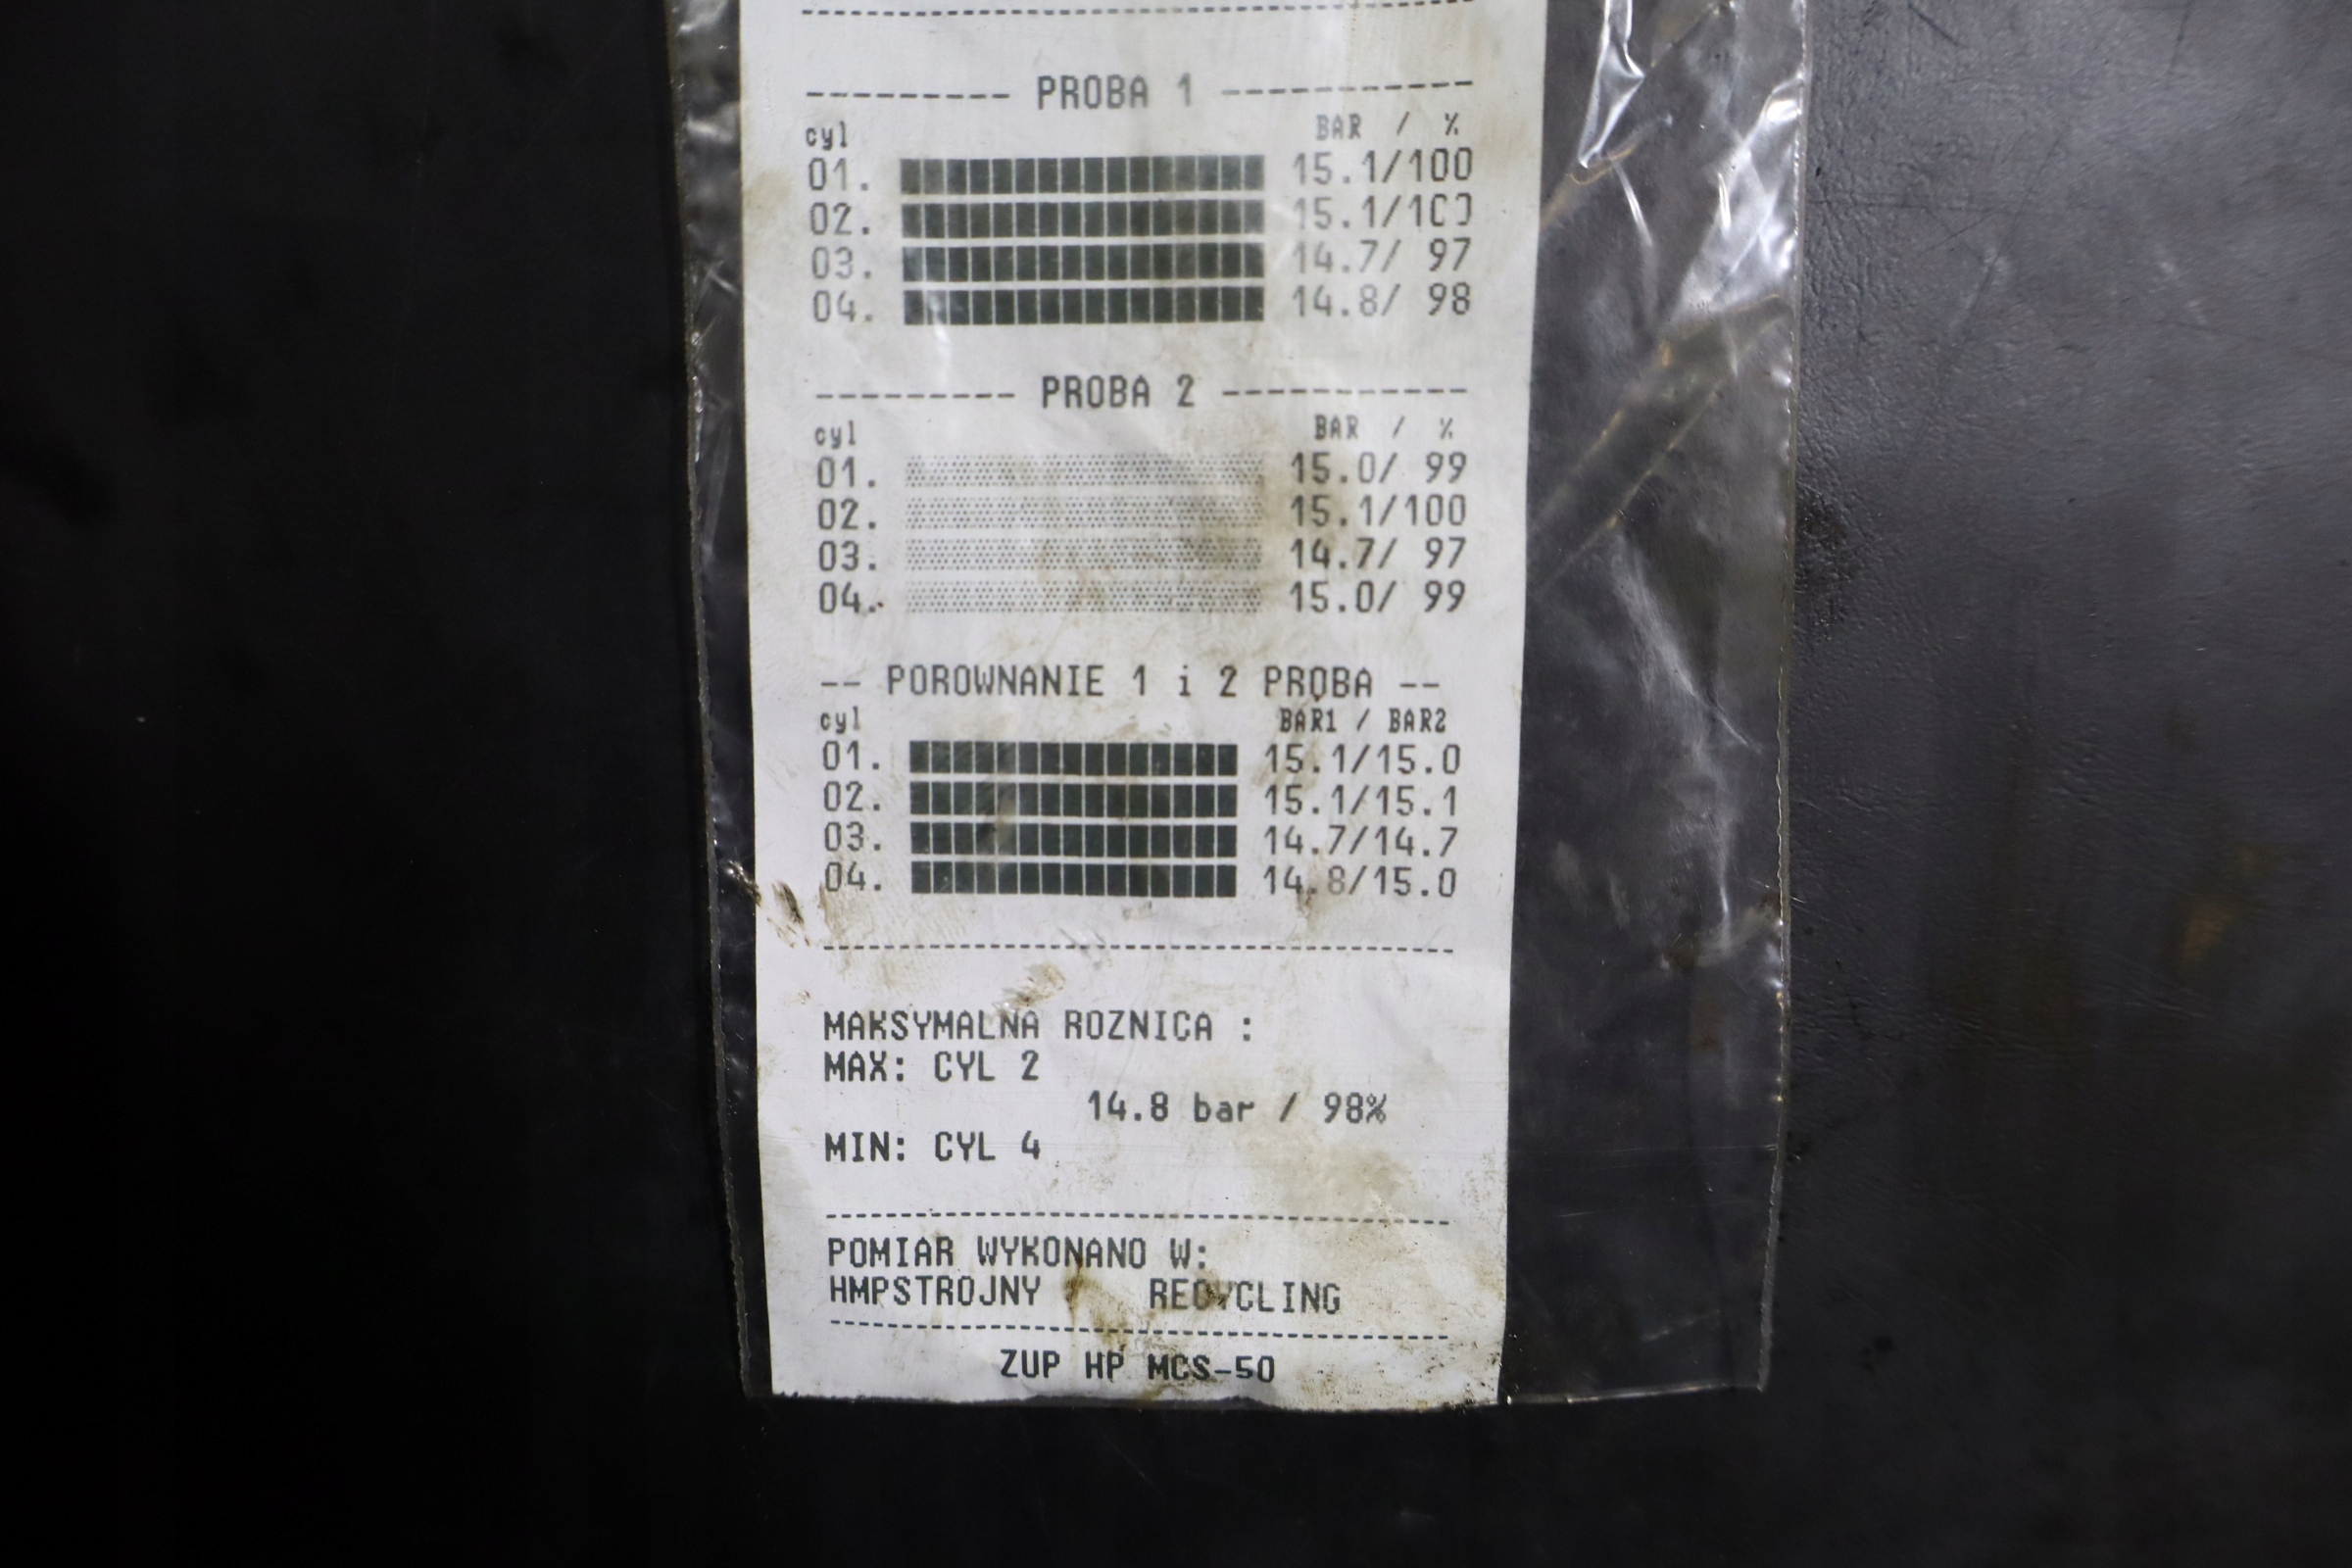 --------- PROBA 1 -----------
cyl BAR / %
01. 15.1/100
02. 15.1/100
03. 14.7/ 97
04. 14.8/ 98
--------- PROBA 2 -----------
cyl BAR / %
01. 15.0/ 99
02. 15.1/100
03. 14.7/ 97
04. 15.0/ 99
-- POROWNANIE 1 i 2 PROBA --
cyl BAR1 / BAR2
01. 15.1/15.0
02. 15.1/15.1
03. 14.7/14.7
04. 14.8/15.0
MAKSYMALNA ROZNICA :
MAX: CYL 2
14.8 bar / 98%
MIN: CYL 4
POMIAR WYKONANO W:
HMPSTROJNY RECYCLING
ZUP HP MCS-50